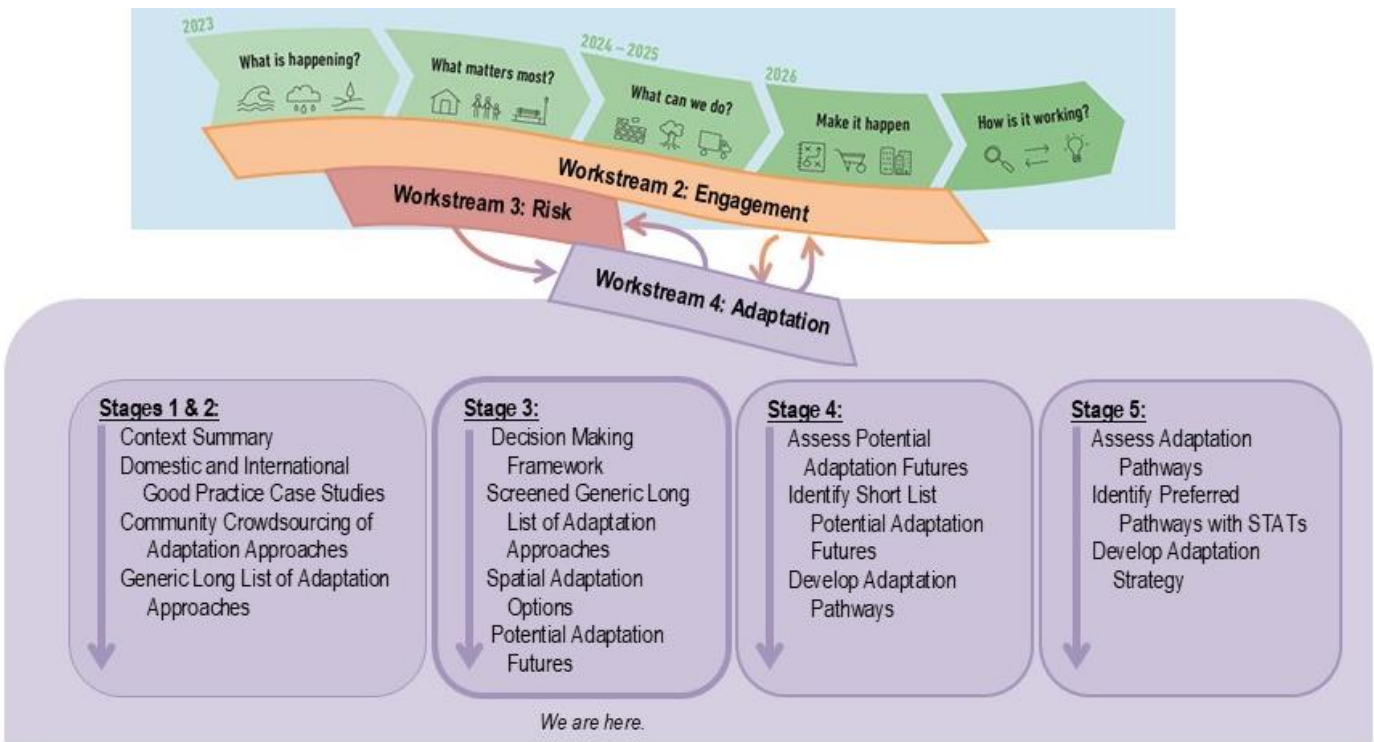 2023
What is happening?
What matters most?
2024 – 2025
What can we do?
2026
Make it happen
How is it working?
Workstream 2: Engagement
Workstream 3: Risk
Workstream 4: Adaptation
Stages 1 & 2:
Context Summary
Domestic and International
Good Practice Case Studies
Community Crowdsourcing of
Adaptation Approaches
Generic Long List of Adaptation
Approaches
Stage 3:
Decision Making
Framework
Screened Generic Long
List of Adaptation
Approaches
Spatial Adaptation
Options
Potential Adaptation
Futures
Stage 4:
Assess Potential
Adaptation Futures
Identify Short List
Potential Adaptation
Futures
Develop Adaptation
Pathways
Stage 5:
Assess Adaptation
Pathways
Identify Preferred
Pathways with STATs
Develop Adaptation
Strategy
We are here.